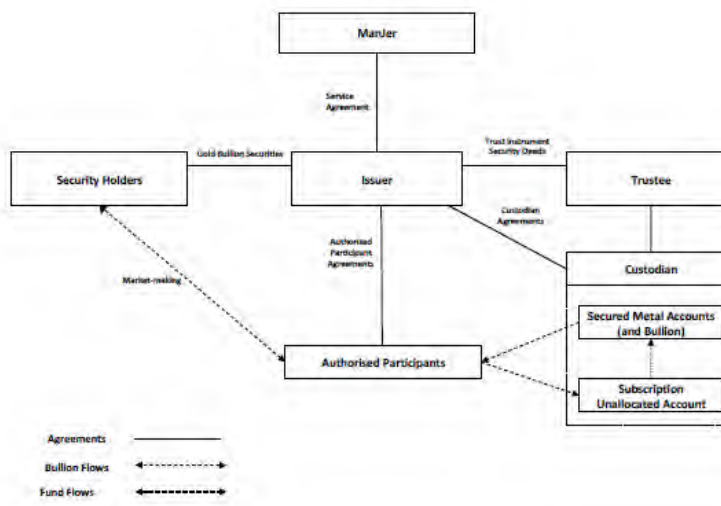 ManJer
Service
Agreement
Gold Bullion Securities
Trust Instrument
Security Deeds
Security Holders
Issuer
Trustee
Custodian
Agreements
Authorised
Participant
Agreements
Custodian
Market-making
Secured Metal Accounts
(and Bullion)
Authorised Participants
Subscription
Unallocated Account
Agreements
Bullion Flows
Fund Flows